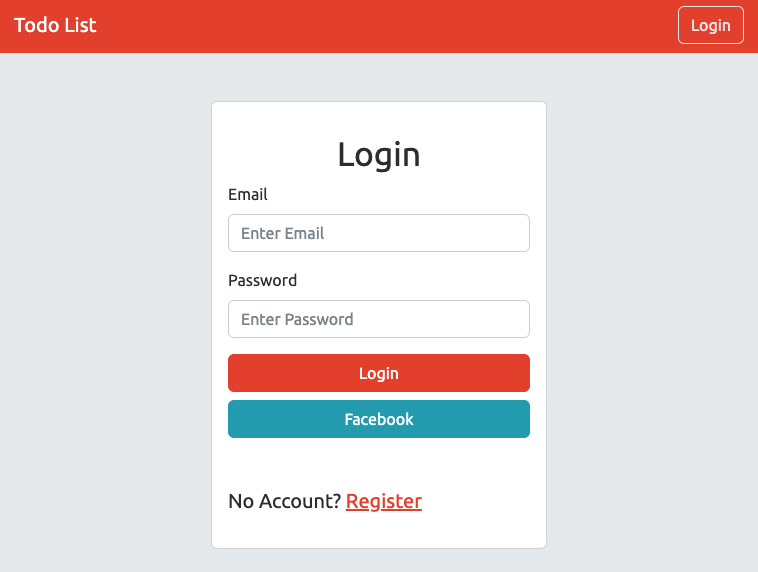 Todo List
Login
Login
Email
Enter Email
Password
Enter Password
Login
Facebook
No Account? Register